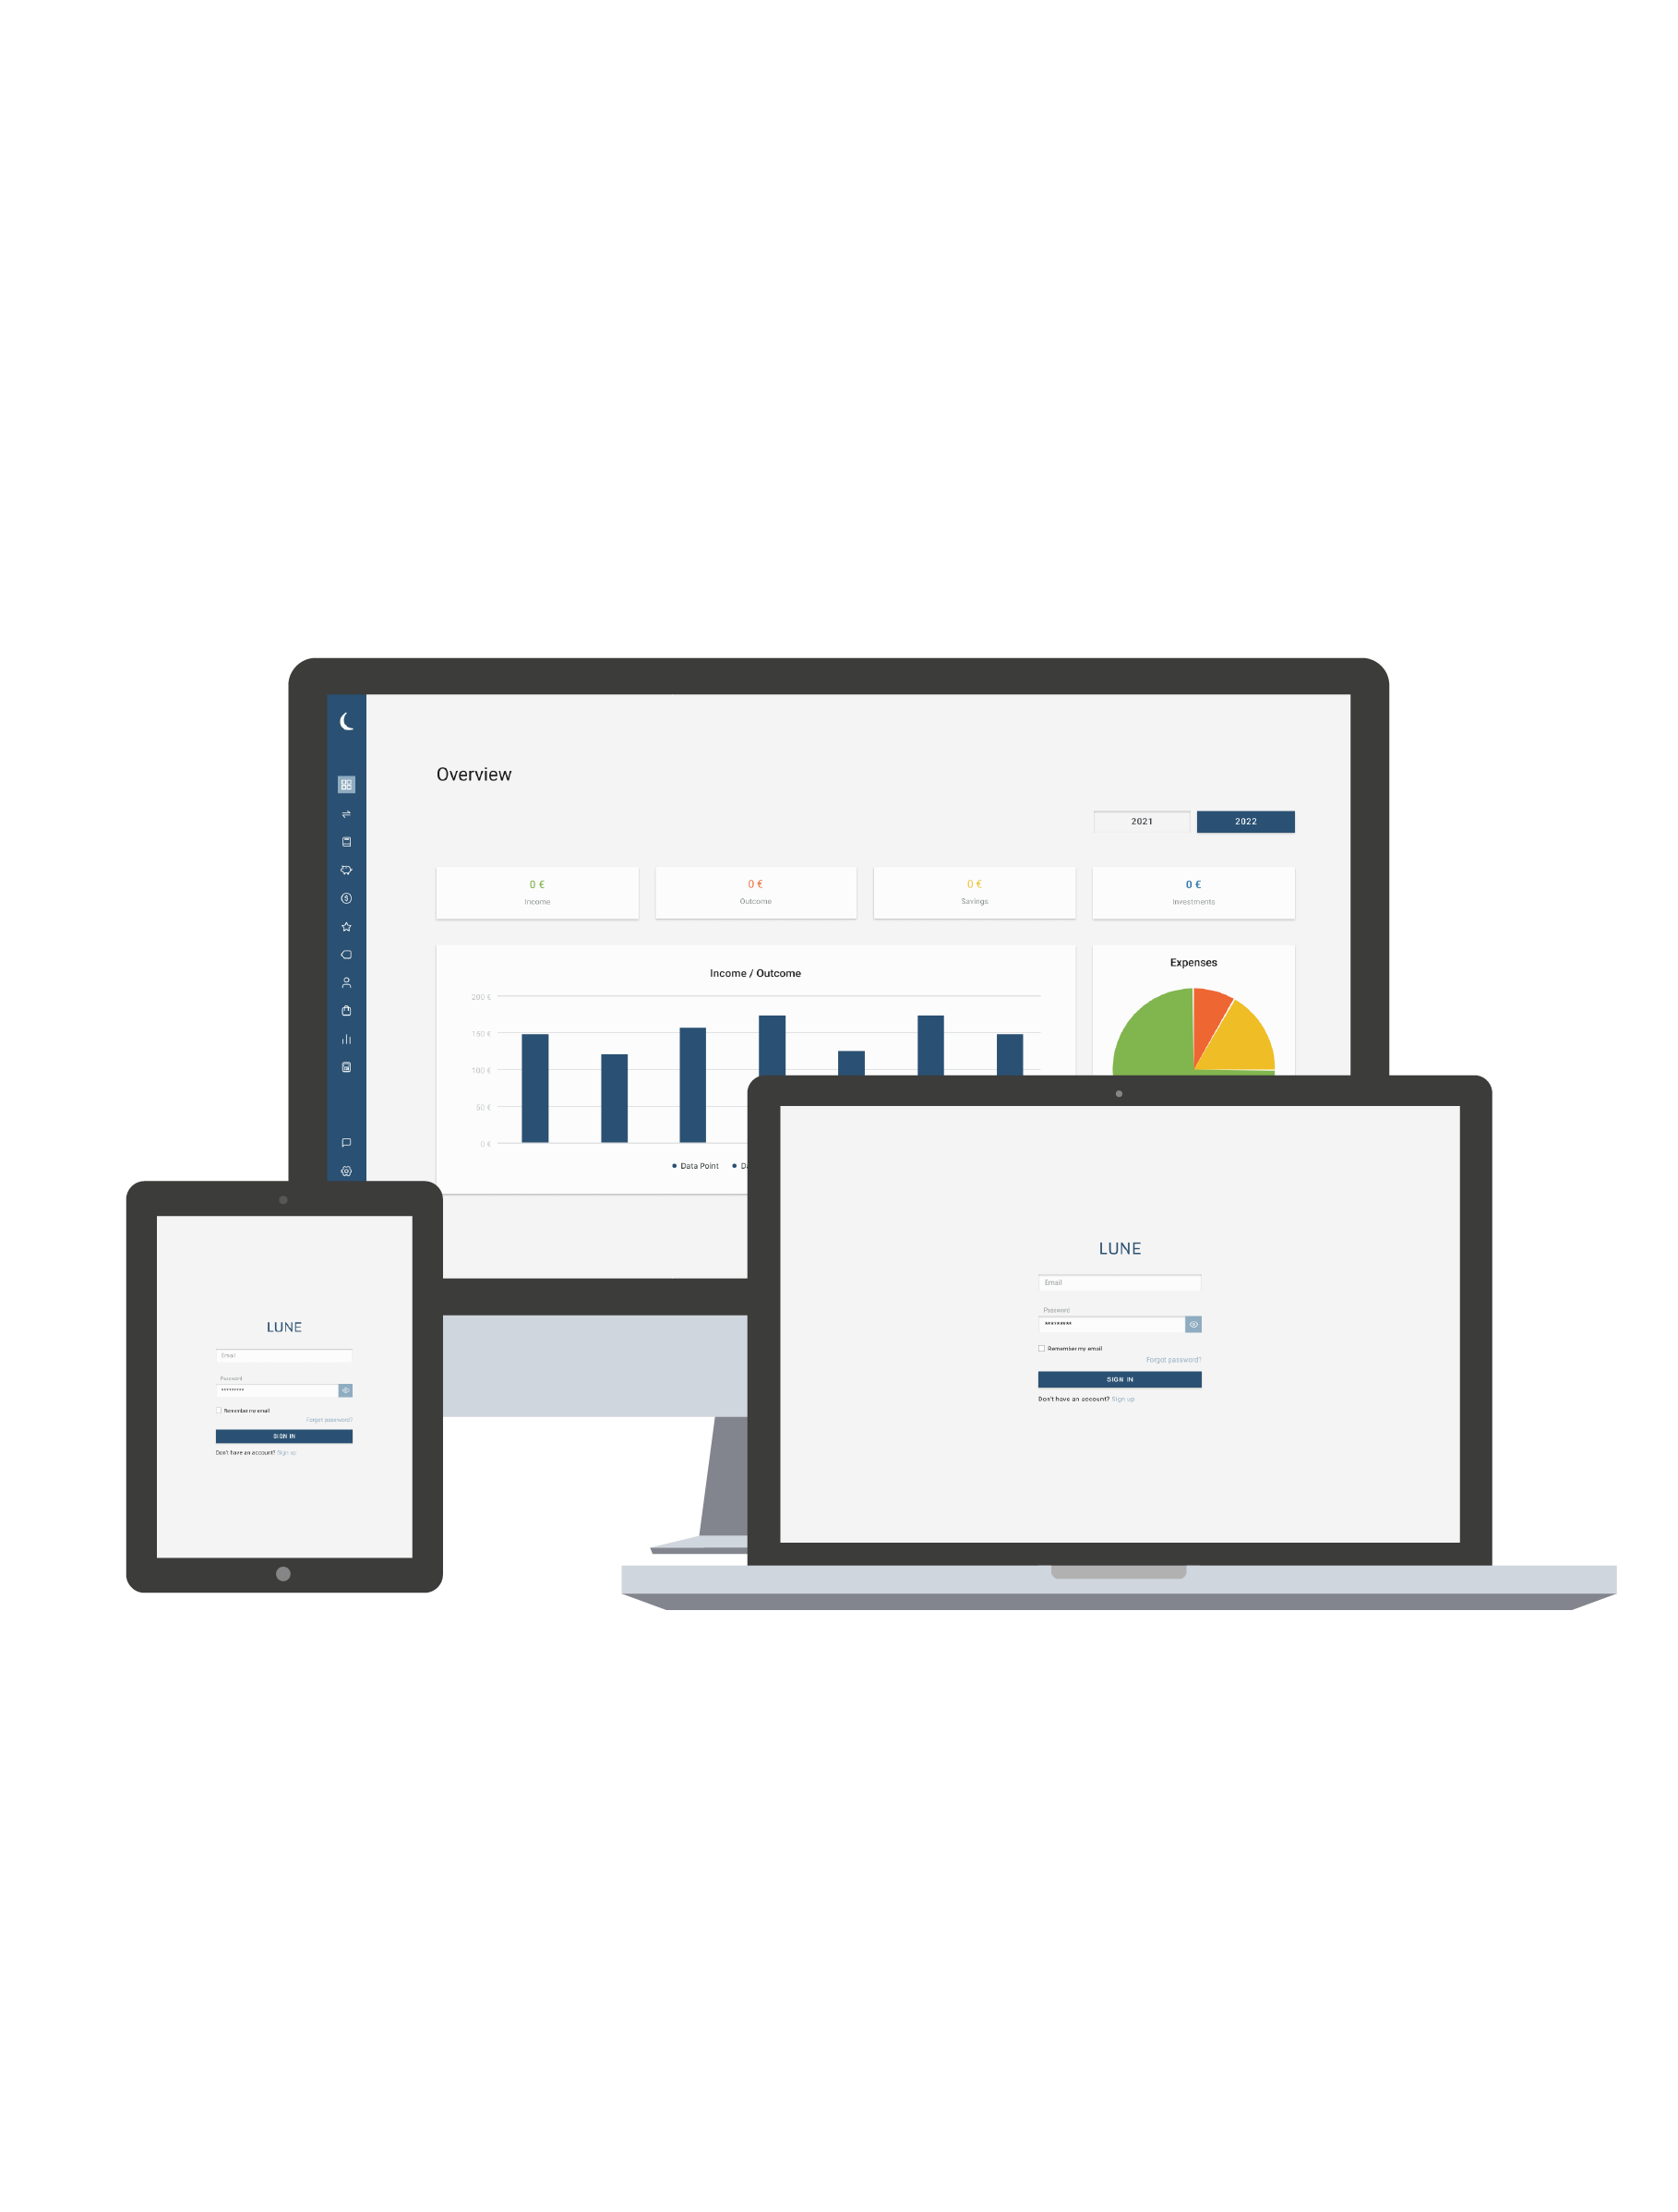 Overview
2021 2022
0 € 0 € 0 € 0 €
Income Outcome Savings Investments
Income / Outcome
Expenses
200 €
150 €
100 €
50 €
0 €
Data Point
LUNE
Email
Password
*********
Remember my email
Forgot password?
SIGN IN
Don't have an account? Sign up
LUNE
Email
Password
*********
Remember my email
Forgot password?
SIGN IN
Don't have an account? Sign up